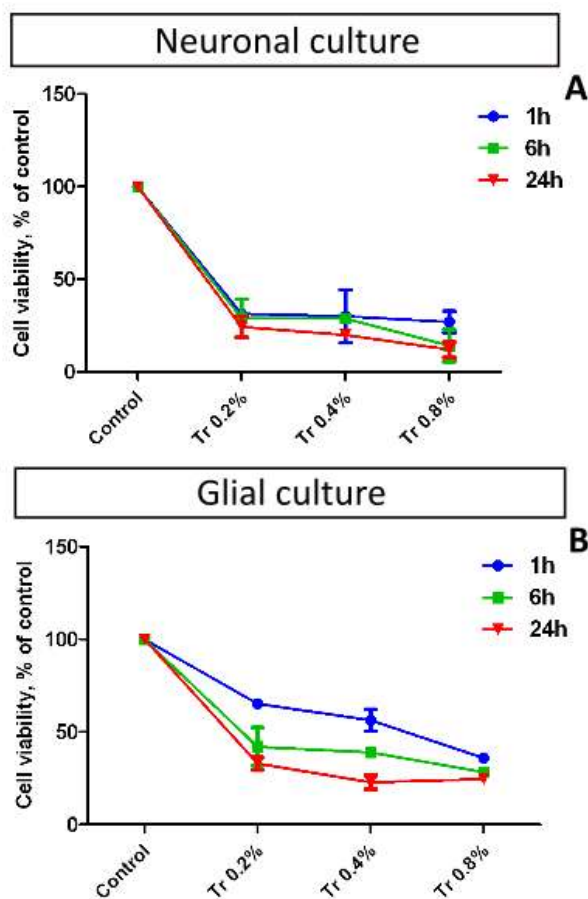 Neuronal culture
A
150
100
50
0
Cell viability, % of control
1h
6h
24h
Control
Tr 0.2%
Tr 0.4%
Tr 0.8%
Glial culture
B
150
100
50
0
Cell viability, % of control
1h
6h
24h
Control
Tr 0.2%
Tr 0.4%
Tr 0.8%